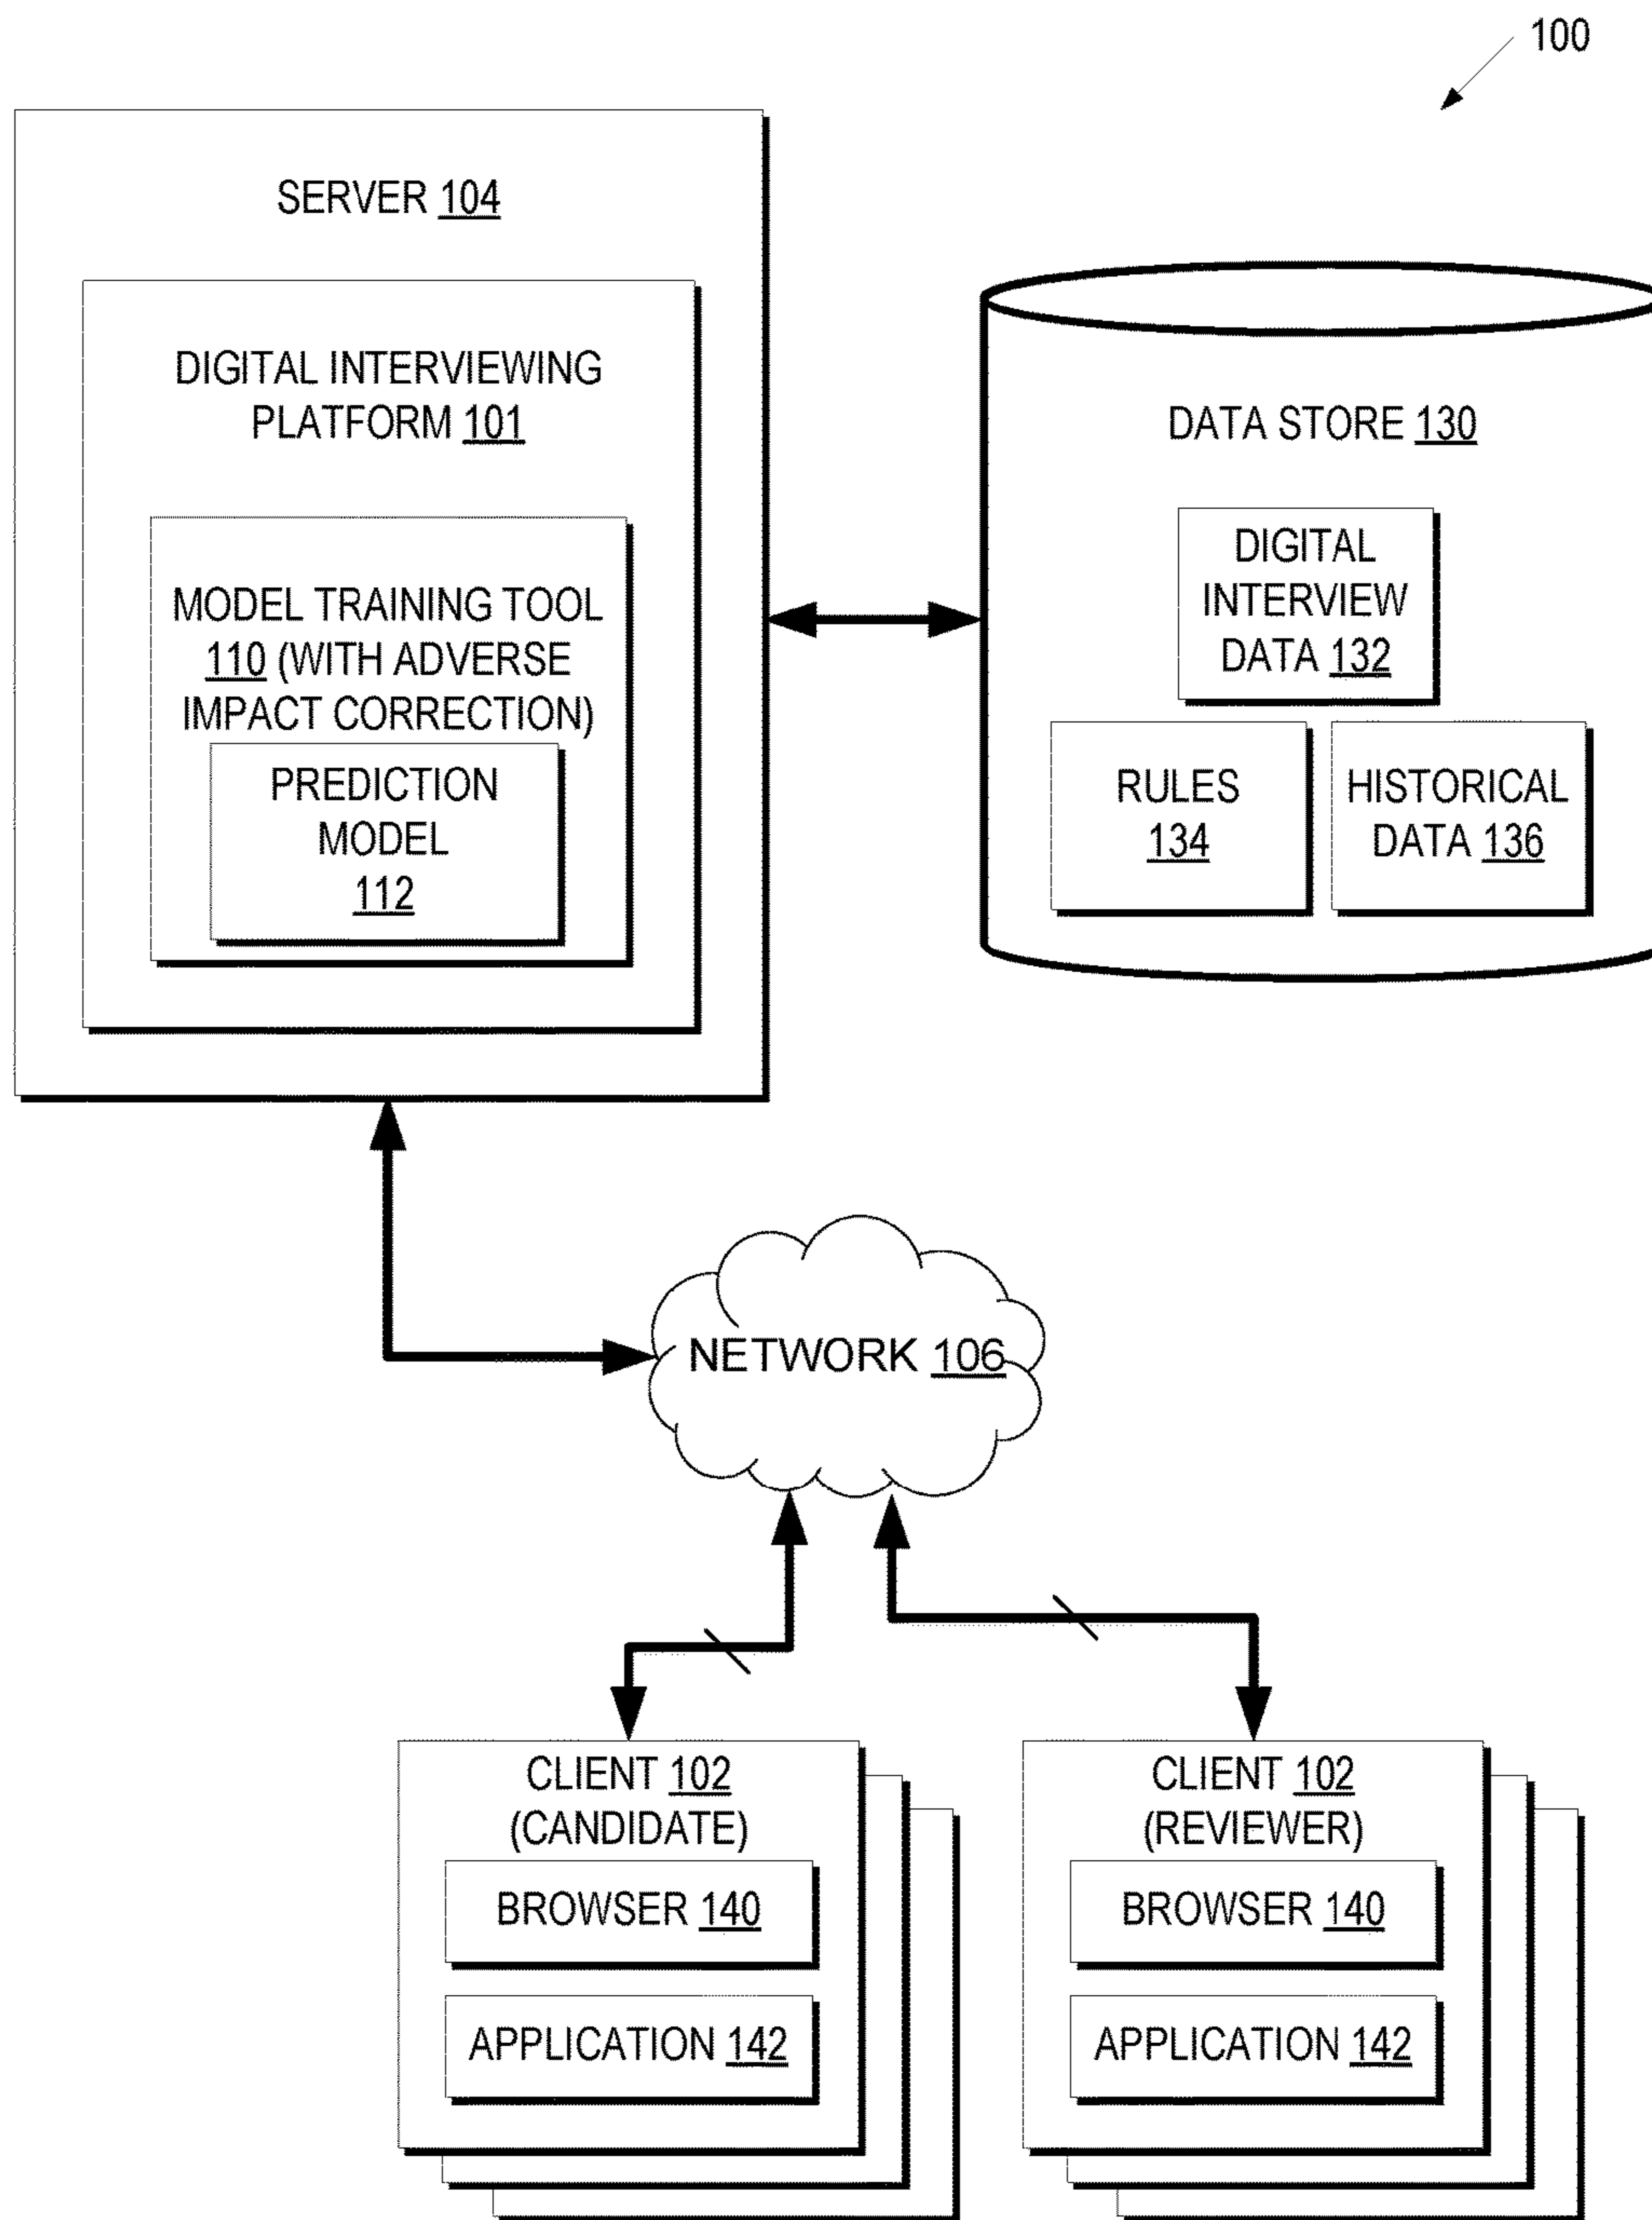 100
SERVER 104
DIGITAL INTERVIEWING
PLATFORM 101
MODEL TRAINING TOOL
110 (WITH ADVERSE
IMPACT CORRECTION)
PREDICTION
MODEL
112
DATA STORE 130
DIGITAL
INTERVIEW
DATA 132
RULES
134
HISTORICAL
DATA 136
NETWORK 106
CLIENT 102
(CANDIDATE)
BROWSER 140
APPLICATION 142
CLIENT 102
(REVIEWER)
BROWSER 140
APPLICATION 142